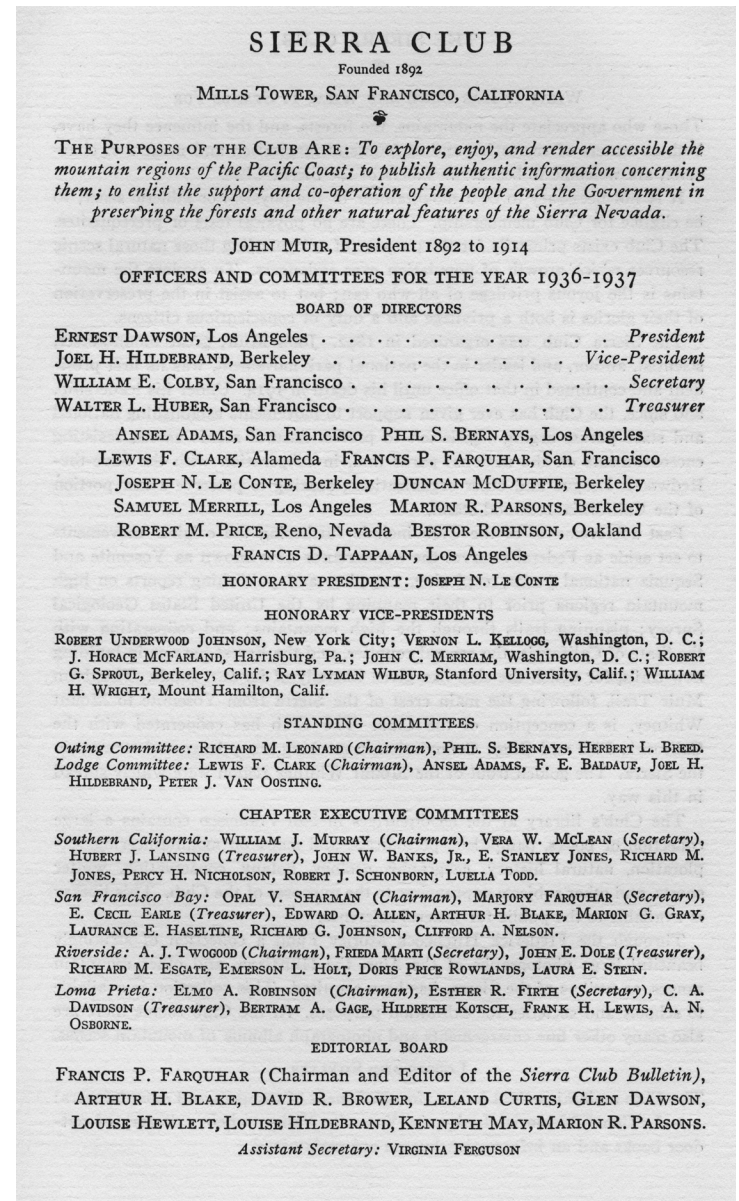 SIERRA CLUB
Founded 1892
MILLS TOWER, SAN FRANCISCO, CALIFORNIA
THE PURPOSES OF THE CLUB ARE: To explore, enjoy, and render accessible the
mountain regions of the Pacific Coast; to publish authentic information concerning
them; to enlist the support and co-operation of the people and the Government in
preserving the forests and other natural features of the Sierra Nevada.
JOHN MUIR, President 1892 to 1914
OFFICERS AND COMMITTEES FOR THE YEAR 1936-1937
BOARD OF DIRECTORS
ERNEST DAWSON, Los Angeles . . . . . . . . . . President
JOEL H. HILDEBRAND, Berkeley . . . . . . . . Vice-President
WILLIAM E. COLBY, San Francisco . . . . . . . . . Secretary
WALTER L. HUBER, San Francisco . . . . . . . . . Treasurer
ANSEL ADAMS, San Francisco PHIL S. BERNAYS, Los Angeles
LEWIS F. CLARK, Alameda FRANCIS P. FARQUHAR, San Francisco
JOSEPH N. LE CONTE, Berkeley DUNCAN MCDUFFIE, Berkeley
SAMUEL MERRILL, Los Angeles MARION R. PARSONS, Berkeley
ROBERT M. PRICE, Reno, Nevada BESTOR ROBINSON, Oakland
FRANCIS D. TAPPAAN, Los Angeles
HONORARY PRESIDENT: JOSEPH N. LE CONTE
HONORARY VICE-PRESIDENTS
ROBERT UNDERWOOD JOHNSON, New York City; VERNON L. KELLOGG, Washington, D. C.;
J. HORACE MCFARLAND, Harrisburg, Pa.; JOHN C. MERRIAM, Washington, D. C.; ROBERT
G. SPROUL, Berkeley, Calif.; RAY LYMAN WILBUR, Stanford University, Calif.; WILLIAM
H. WRIGHT, Mount Hamilton, Calif.
STANDING COMMITTEES
Outing Committee: RICHARD M. LEONARD (Chairman), PHIL. S. BERNAYS, HERBERT L. BREED.
Lodge Committee: LEWIS F. CLARK (Chairman), ANSEL ADAMS, F. E. BALDAUF, JOEL H.
HILDEBRAND, PETER J. VAN OOSTING.
CHAPTER EXECUTIVE COMMITTEES
Southern California: WILLIAM J. MURRAY (Chairman), VERA W. MCLEAN (Secretary),
HUBERT J. LANSING (Treasurer), JOHN W. BANKS, JR., E. STANLEY JONES, RICHARD M.
JONES, PERCY H. NICHOLSON, ROBERT J. SCHONBORN, LUELLA TODD.
San Francisco Bay: OPAL V. SHARMAN (Chairman), MARJORY FARQUHAR (Secretary),
E. CECIL EARLE (Treasurer), EDWARD O. ALLEN, ARTHUR H. BLAKE, MARION G. GRAY,
LAURANCE E. HASELTINE, RICHARD G. JOHNSON, CLIFFORD A. NELSON.
Riverside: A. J. TWOGOOD (Chairman), FRIEDA MARTI (Secretary), JOHN E. DOLE (Treasurer),
RICHARD M. ESGATE, EMERSON L. HOLT, DORIS PRICE ROWLANDS, LAURA E. STEIN.
Loma Prieta: ELMO A. ROBINSON (Chairman), ESTHER R. FIRTH (Secretary), C. A.
DAVIDSON (Treasurer), BERTRAM A. GAGE, HILDRETH KOTSCH, FRANK H. LEWIS, A. N.
OSBORNE.
EDITORIAL BOARD
FRANCIS P. FARQUHAR (Chairman and Editor of the Sierra Club Bulletin),
ARTHUR H. BLAKE, DAVID R. BROWER, LELAND CURTIS, GLEN DAWSON,
LOUISE HEWLETT, LOUISE HILDEBRAND, KENNETH MAY, MARION R. PARSONS.
Assistant Secretary: VIRGINIA FERGUSON